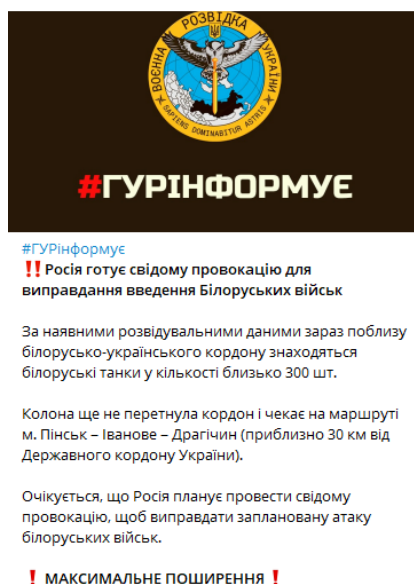 ВОЄННА РОЗВІДКА УКРАЇНИ
SAPIENS DOMINABITUR ASTRIS
#ГУРІНФОРМУЄ
#ГУРінформує
‼️Росія готує свідому провокацію для
виправдання введення Білоруських військ
За наявними розвідувальними даними зараз поблизу
білорусько-українського кордону знаходяться
білоруські танки у кількості близько 300 шт.
Колона ще не перетнула кордон і чекає на маршруті
м. Пінськ – Іванове – Драгічин (приблизно 30 км від
Державного кордону України).
Очікується, що Росія планує провести свідому
провокацію, щоб виправдати заплановану атаку
білоруських військ.
❗ МАКСИМАЛЬНЕ ПОШИРЕННЯ ❗